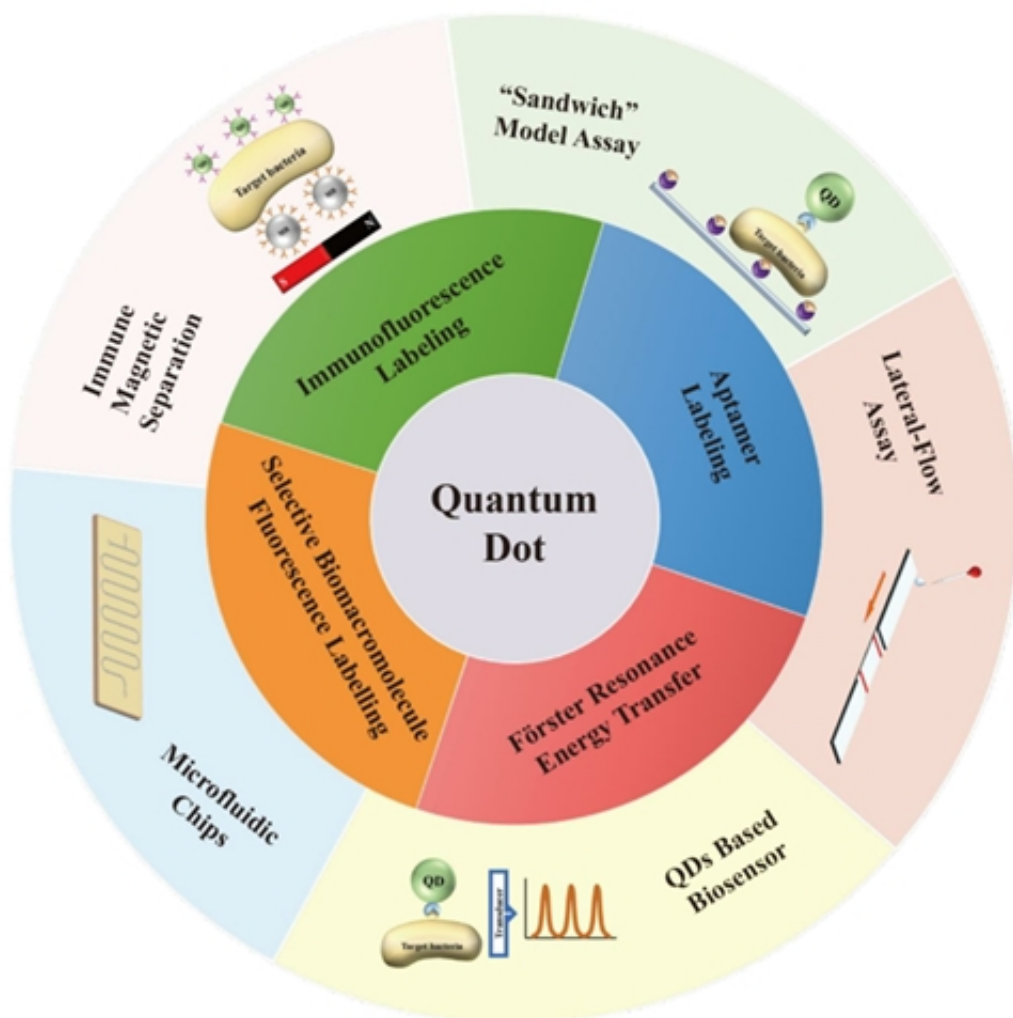 “Sandwich”
Model Assay
QD
Target bacteria
Lateral-Flow
Assay
QDs Based
Biosensor
QD
Target bacteria
Transducer
Microfluidic
Chips
Immune
Magnetic
Separation
Target bacteria
S
N
Immunofluorescence
Labeling
Aptamer
Labeling
Förster Resonance
Energy Transfer
Selective Biomacromolecule
Fluorescence Labelling
Quantum
Dot